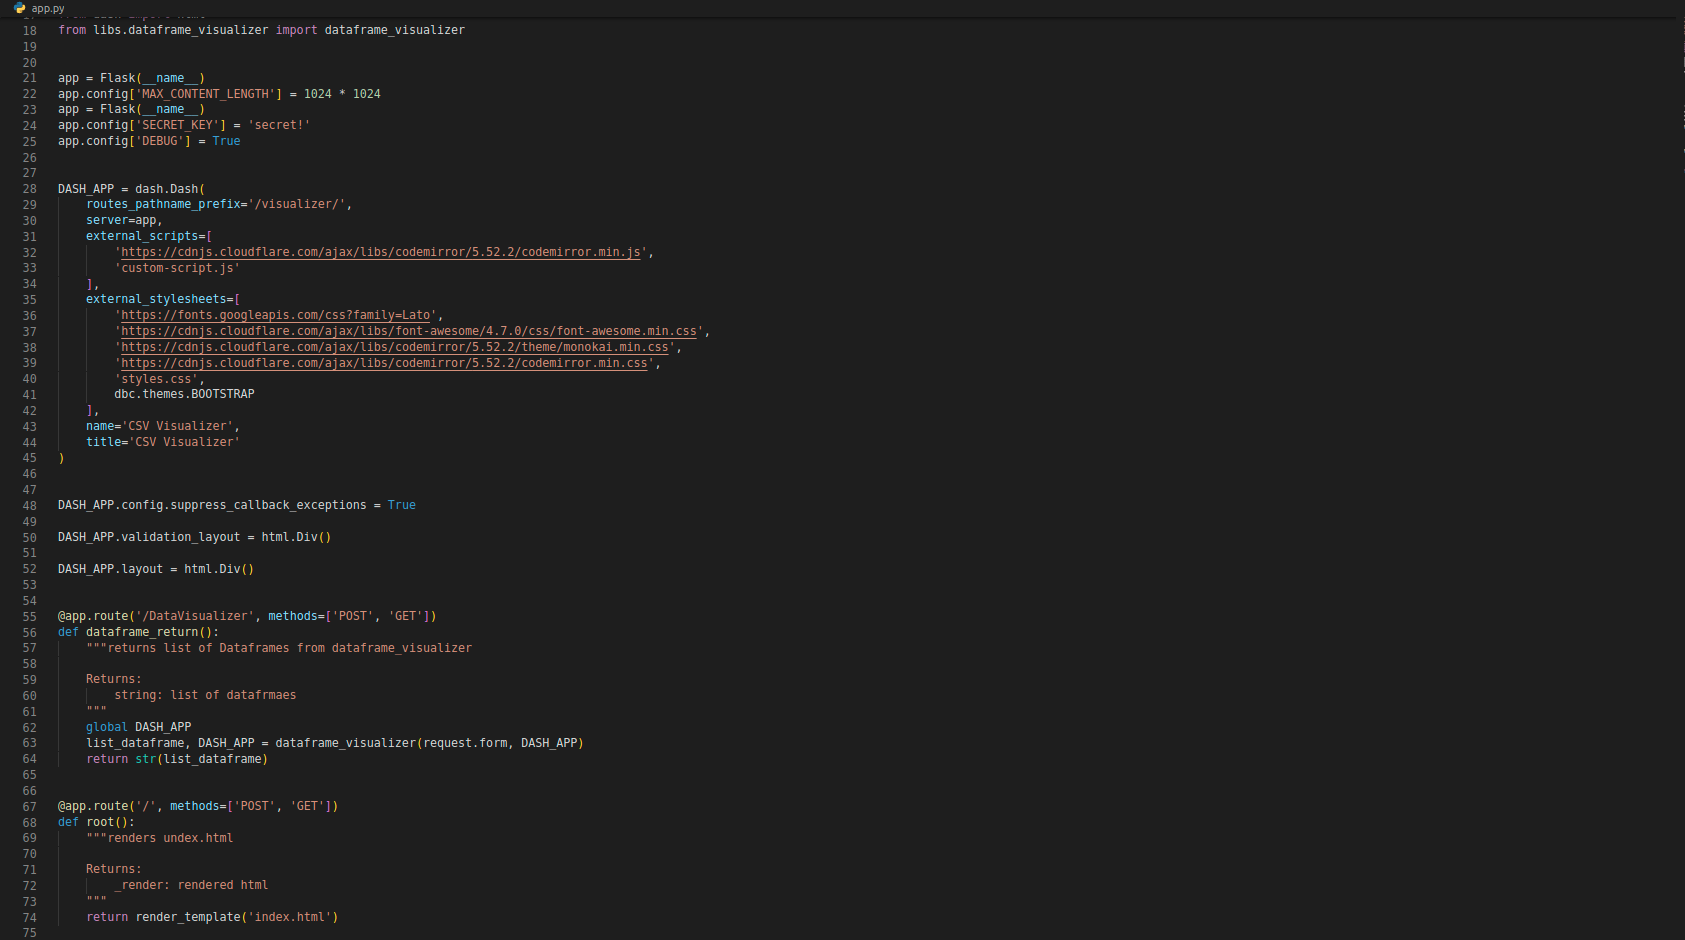 app.py
18 from libs.dataframe_visualizer import dataframe_visualizer
19
20
21 app = Flask(__name__)
22 app.config['MAX_CONTENT_LENGTH'] = 1024 * 1024
23 app = Flask(__name__)
24 app.config['SECRET_KEY'] = 'secret!'
25 app.config['DEBUG'] = True
26
27
28 DASH_APP = dash.Dash(
29     routes_pathname_prefix='/visualizer/',
30     server=app,
31     external_scripts=[
32         'https://cdnjs.cloudflare.com/ajax/libs/codemirror/5.52.2/codemirror.min.js',
33         'custom-script.js'
34     ],
35     external_stylesheets=[
36         'https://fonts.googleapis.com/css?family=Lato',
37         'https://cdnjs.cloudflare.com/ajax/libs/font-awesome/4.7.0/css/font-awesome.min.css',
38         'https://cdnjs.cloudflare.com/ajax/libs/codemirror/5.52.2/theme/monokai.min.css',
39         'https://cdnjs.cloudflare.com/ajax/libs/codemirror/5.52.2/codemirror.min.css',
40         'styles.css',
41         dbc.themes.BOOTSTRAP
42     ],
43     name='CSV Visualizer',
44     title='CSV Visualizer'
45 )
46
47
48 DASH_APP.config.suppress_callback_exceptions = True
49
50 DASH_APP.validation_layout = html.Div()
51
52 DASH_APP.layout = html.Div()
53
54
55 @app.route('/DataVisualizer', methods=['POST', 'GET'])
56 def dataframe_return():
57     """returns list of Dataframes from dataframe_visualizer
58
59     Returns:
60         string: list of datafrmaes
61     """
62     global DASH_APP
63     list_dataframe, DASH_APP = dataframe_visualizer(request.form, DASH_APP)
64     return str(list_dataframe)
65
66
67 @app.route('/', methods=['POST', 'GET'])
68 def root():
69     """renders undex.html
70
71     Returns:
72         _render: rendered html
73     """
74     return render_template('index.html')
75